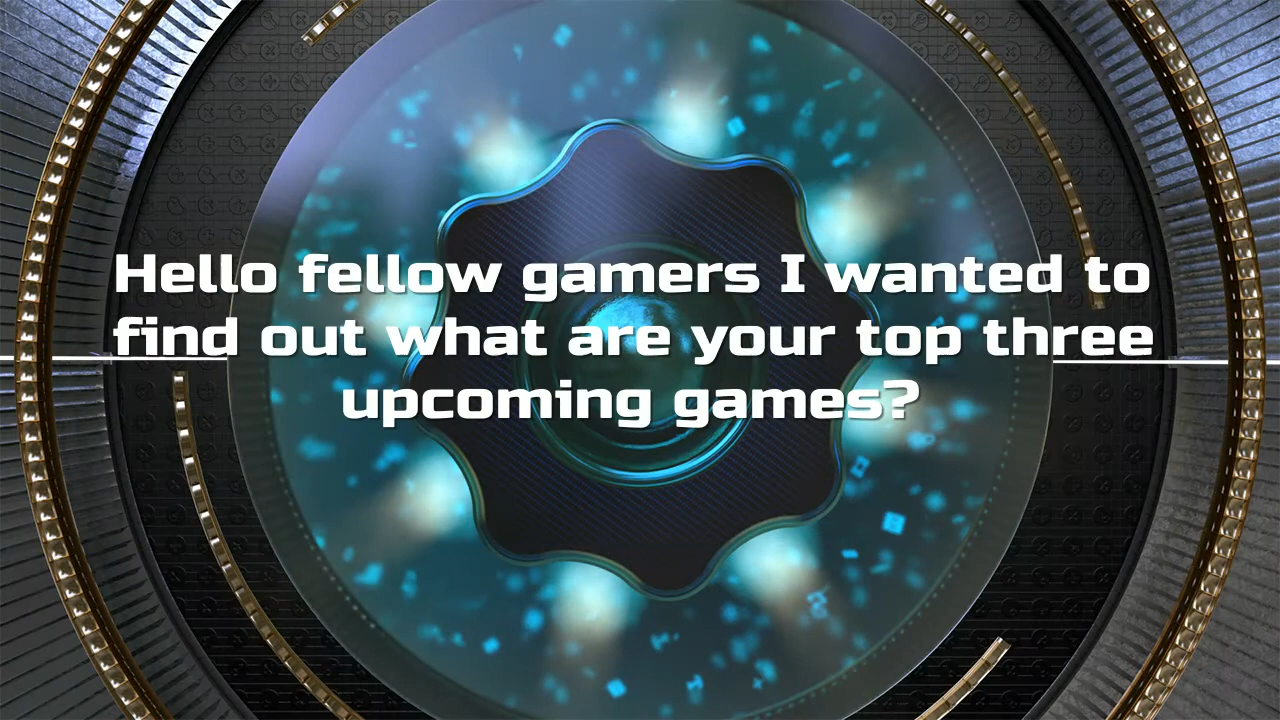 Hello fellow gamers I wanted to
find out what are your top three
upcoming games?